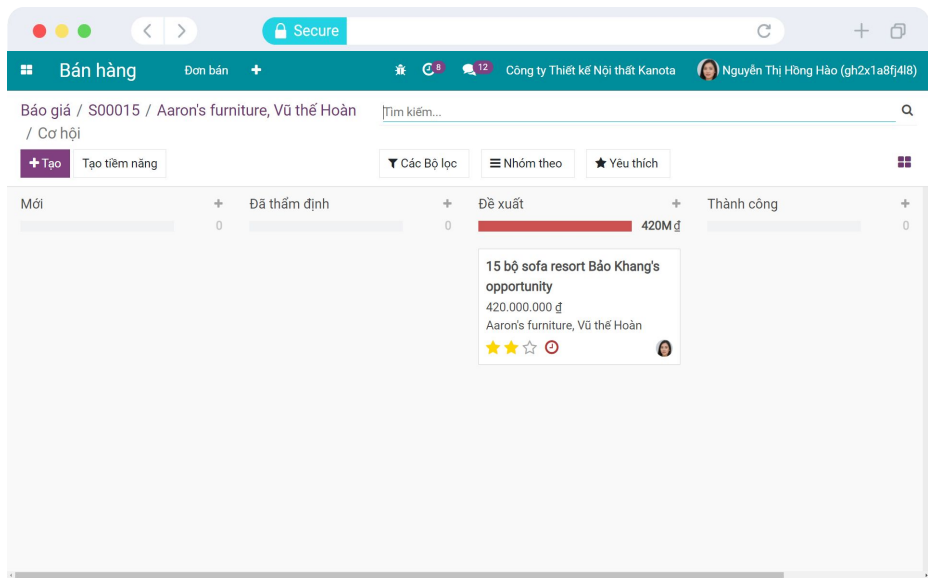 Secure
Bán hàng Đơn bán + 8 12 Công ty Thiết kế Nội thất Kanota Nguyễn Thị Hồng Hào (gh2x1a8fj4l8)
Báo giá / S00015 / Aaron's furniture, Vũ thế Hoàn
/ Cơ hội
Tìm kiếm...
+Tạo Tạo tiềm năng Các Bộ lọc Nhóm theo Yêu thích
Mới + Đã thẩm định + Đề xuất + Thành công +
0 0 420M ₫ 0
15 bộ sofa resort Bảo Khang's
opportunity
420.000.000 ₫
Aaron's furniture, Vũ thế Hoàn